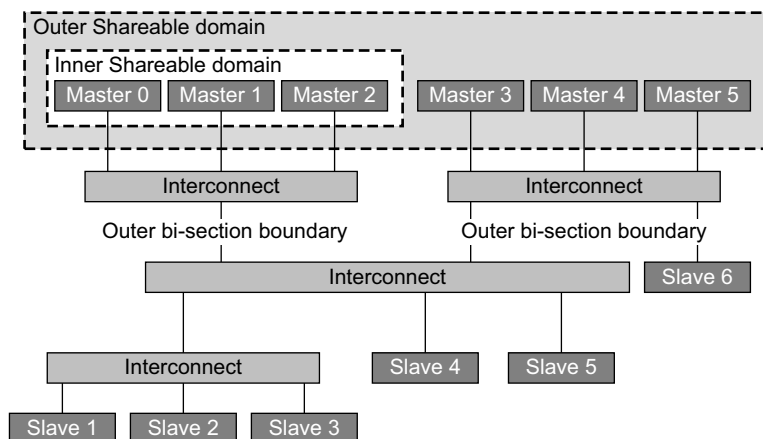 Outer Shareable domain
Inner Shareable domain
Master 0 Master 1 Master 2 Master 3 Master 4 Master 5
Interconnect Interconnect
Outer bi-section boundary Outer bi-section boundary
Interconnect Slave 6
Interconnect Slave 4 Slave 5
Slave 1 Slave 2 Slave 3